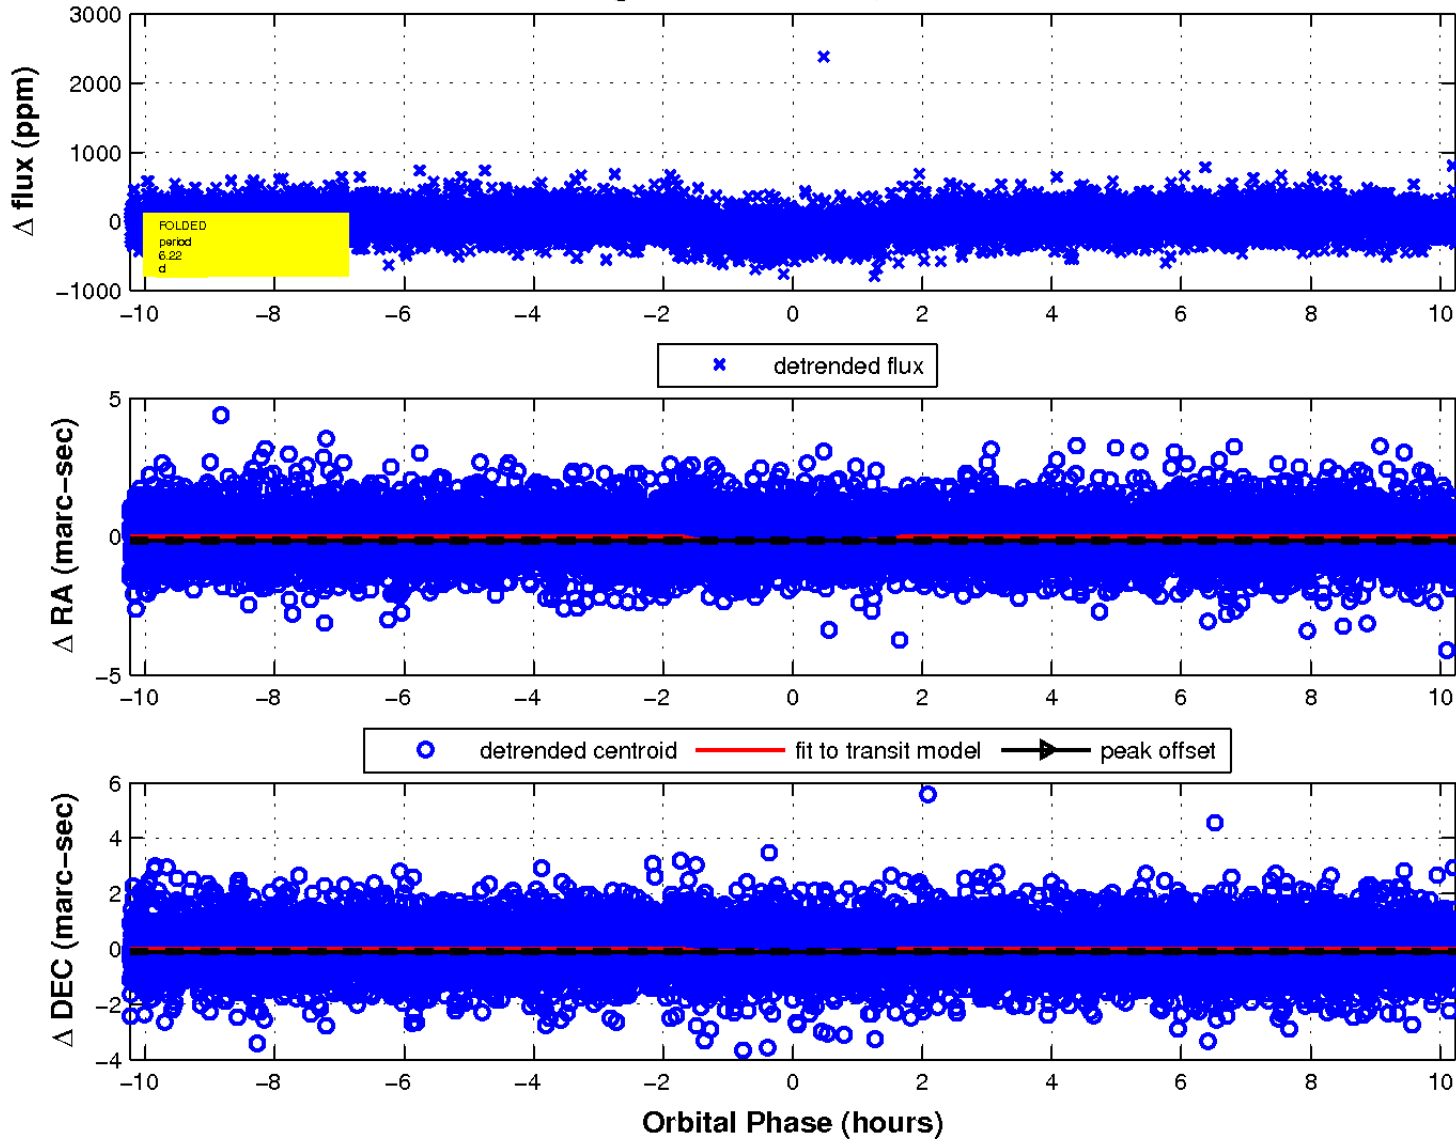 3000
2000
1000
0
−1000
Δ flux (ppm)
FOLDED
period
6.22
d
−10 −8 −6 −4 −2 0 2 4 6 8 10
detrended flux
5
0
−5
Δ RA (marc−sec)
−10 −8 −6 −4 −2 0 2 4 6 8 10
detrended centroid fit to transit model peak offset
6
4
2
0
−2
−4
Δ DEC (marc−sec)
−10 −8 −6 −4 −2 0 2 4 6 8 10
Orbital Phase (hours)